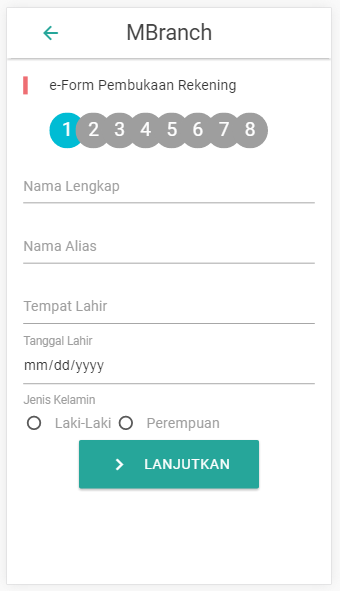 MBranch
e-Form Pembukaan Rekening
1 2 3 4 5 6 7 8
Nama Lengkap
Nama Alias
Tempat Lahir
Tanggal Lahir
mm/dd/yyyy
Jenis Kelamin
Laki-Laki Perempuan
LANJUTKAN